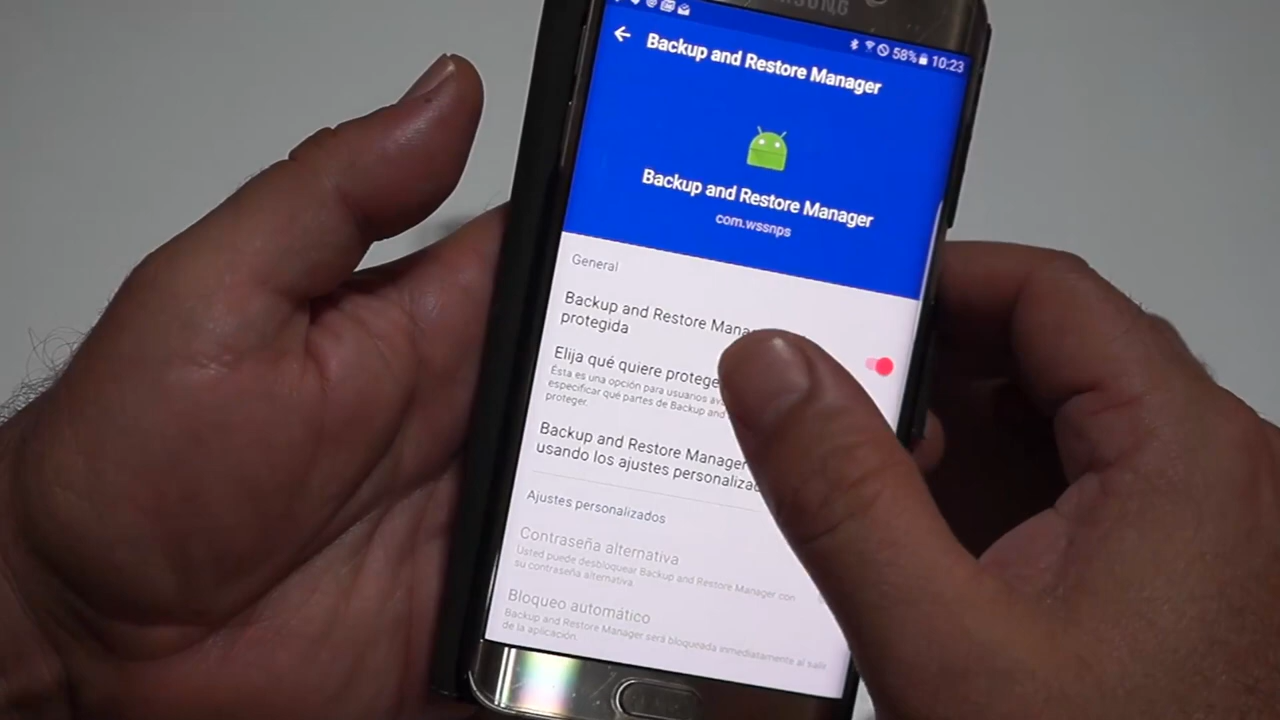 SAMSUNG
58% 10:23
Backup and Restore Manager
Backup and Restore Manager
com.wssnps
General
Backup and Restore
protegida
Elija qué quiere
Ésta es una opción para usuarios
especificar qué partes de Backup and
proteger.
Backup and Restore Manager
usando los ajustes
Ajustes personalizados
Contraseña alternativa
Usted puede desbloquear Backup and Restore Manager con
su contraseña alternativa.
Bloqueo automático
Backup and Restore Manager será bloqueada inmediatamente al salir
de la aplicación.